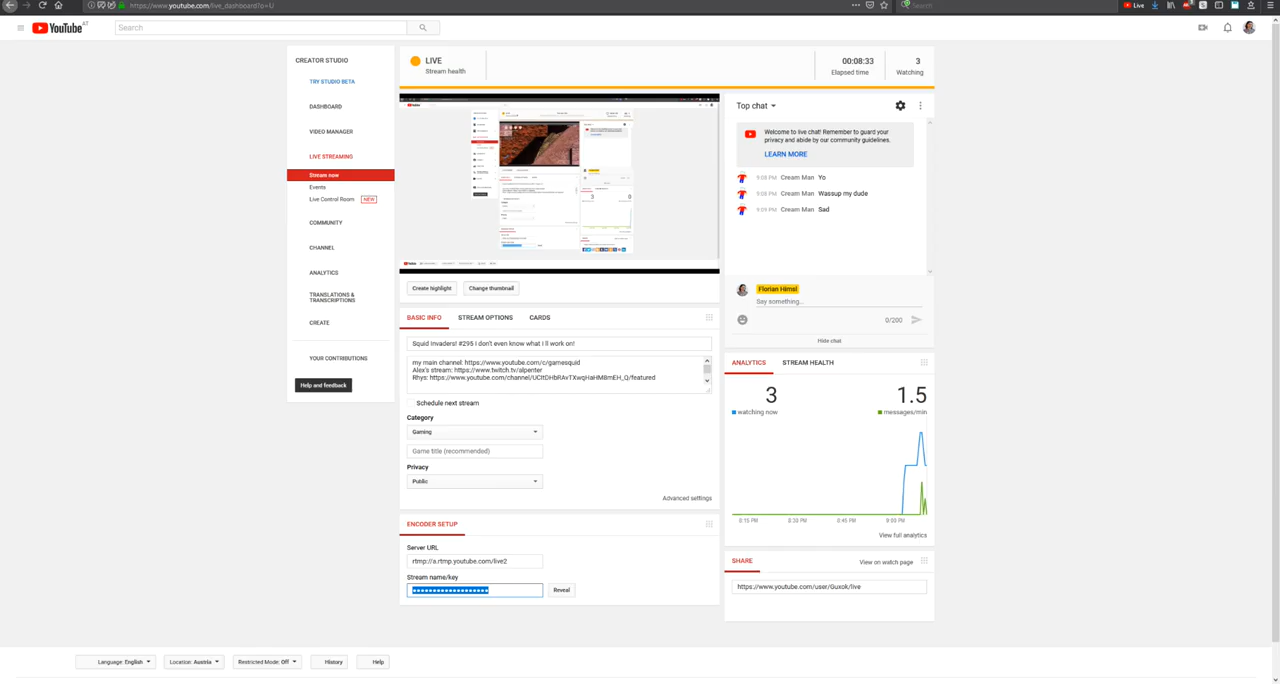 https://www.youtube.com/live_dashboard?o=U
Search
Live
YouTube AT
Search
CREATOR STUDIO
TRY STUDIO BETA
DASHBOARD
VIDEO MANAGER
LIVE STREAMING
Stream now
Events
Live Control Room NEW
COMMUNITY
CHANNEL
ANALYTICS
TRANSLATIONS &
TRANSCRIPTIONS
CREATE
YOUR CONTRIBUTIONS
Help and feedback
LIVE
Stream health
00:08:33
Elapsed time
3
Watching
Create highlight
Change thumbnail
BASIC INFO
STREAM OPTIONS
CARDS
Squid Invaders! #295 I don't even know what I'll work on!
my main channel: https://www.youtube.com/c/gamesquid
Alex's stream: https://www.twitch.tv/alpenter
Rhys: https://www.youtube.com/channel/UCItDHbRAvTXwqHaHM8mEH_Q/featured
Schedule next stream
Category
Gaming
Game title (recommended)
Privacy
Public
Advanced settings
ENCODER SETUP
Server URL
rtmp://a.rtmp.youtube.com/live2
Stream name/key
Reveal
Top chat
Welcome to live chat! Remember to guard your
privacy and abide by our community guidelines.
LEARN MORE
9:08 PM Cream Man Yo
9:08 PM Cream Man Wassup my dude
9:09 PM Cream Man Sad
Florian Himsl
Say something...
0/200
Hide chat
ANALYTICS
STREAM HEALTH
3
watching now
1.5
messages/min
8:15 PM
8:30 PM
8:45 PM
9:00 PM
View full analytics
SHARE
View on watch page
https://www.youtube.com/user/Guxok/live
Language: English
Location: Austria
Restricted Mode: Off
History
Help